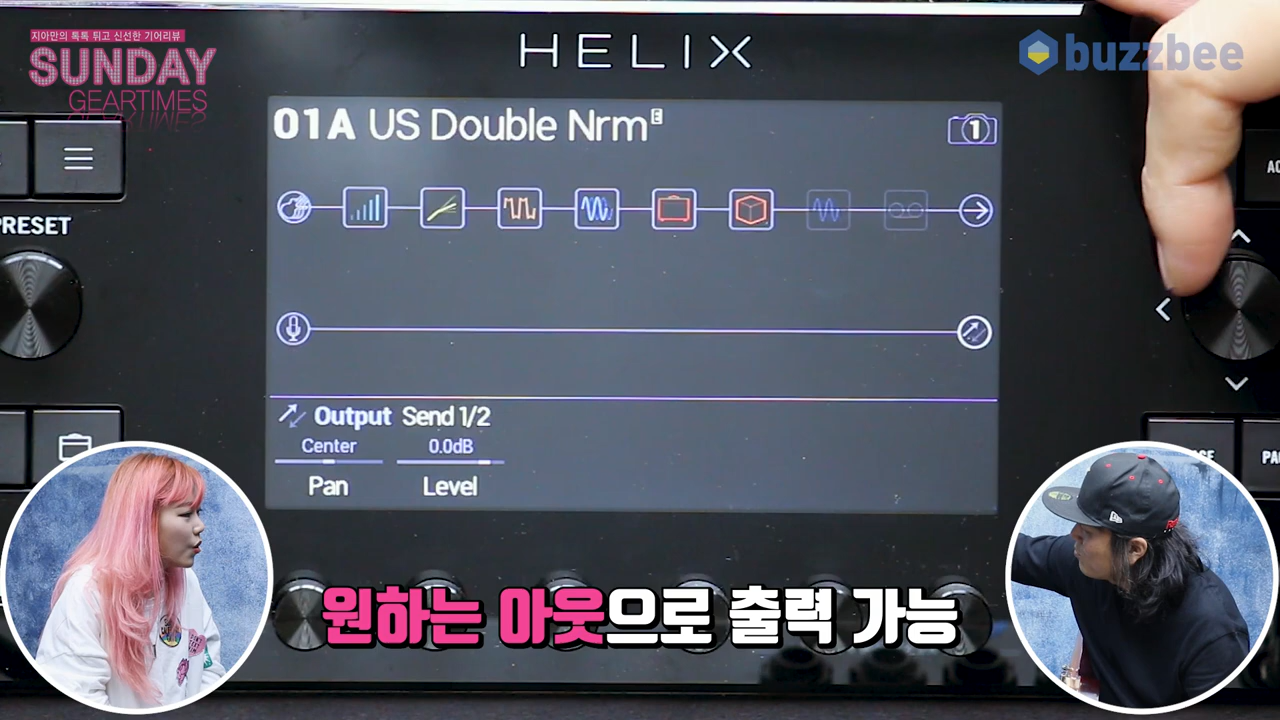 지아만의 톡톡 튀고 신선한 기어리뷰
SUNDAY
GEARTIMES
HELIX
buzzbee
01A US Double Nrm E
1
PRESET
Output Send 1/2
Center 0.0dB
Pan Level
원하는 아웃으로 출력 가능